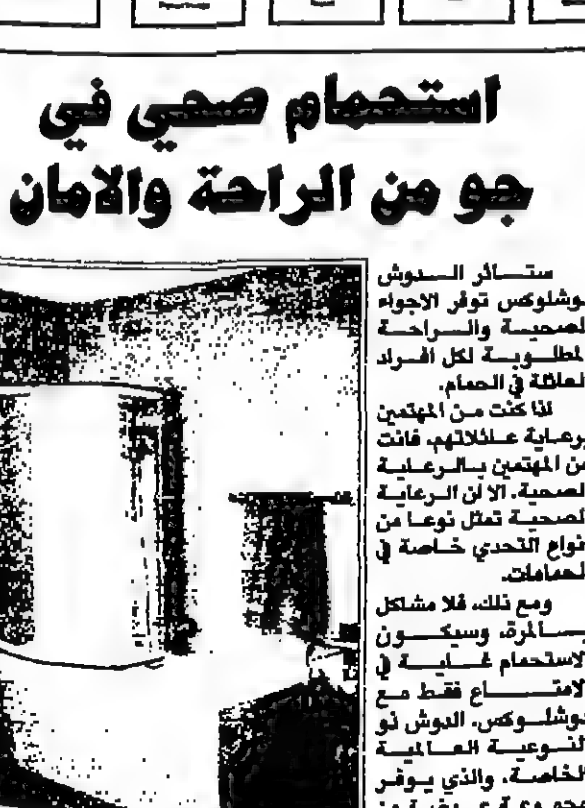 استحمام صحي في
جو من الراحة والامان
ستائر الدوش
دوشلوكس توفر الاجواء
الصحية والراحة
المطلوبة لكل افراد
العائلة في الحمام.
اذا كنت من المهتمين
برعاية عائلاتهم، فانت
من المهتمين بالرعاية
الصحية. الا ان الرعاية
الصحية تمثل نوعا من
انواع التحدي خاصة في
الحمامات.
ومع ذلك، فلا مشاكل
بالمرة، وسيكون
الاستحمام غاية في
الامتاع فقط مع
دوشلوكس. الدوش ذو
النوعية العالمية
الخاصة، والذي يوفر